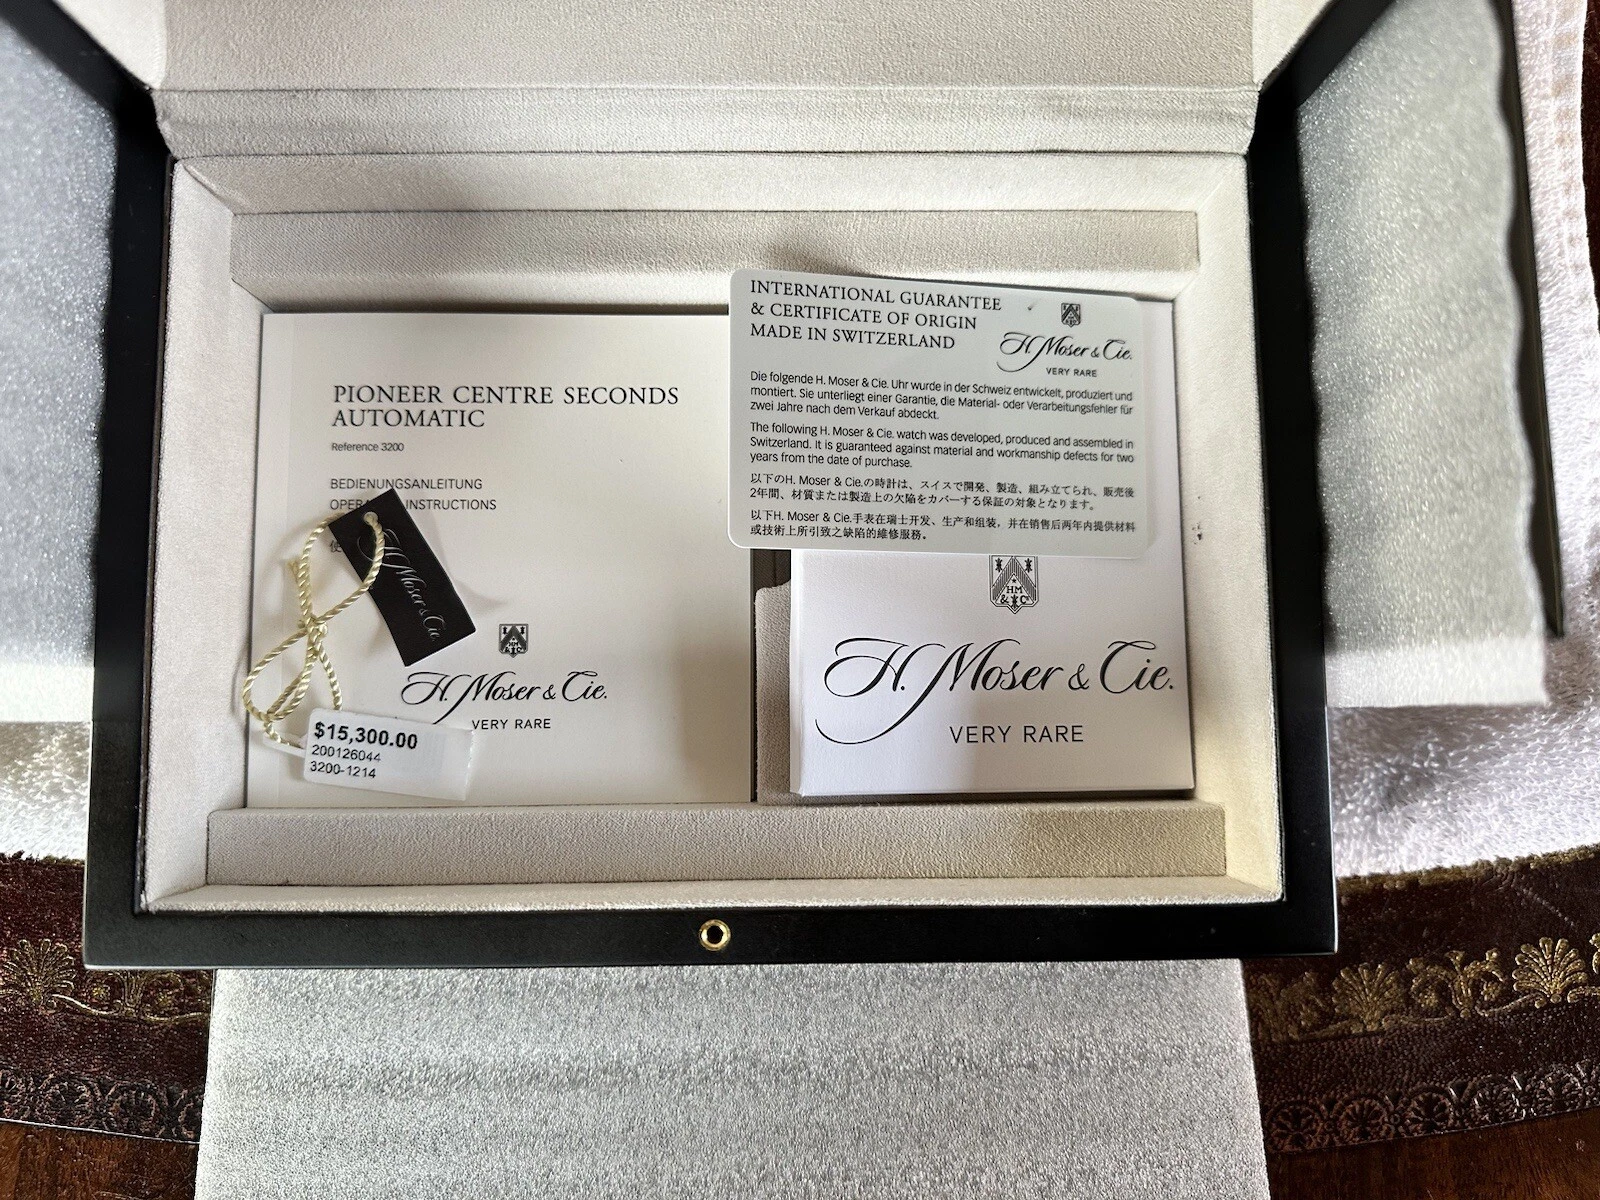 PIONEER CENTRE SECONDS
AUTOMATIC
Reference 3200
BEDIENUNGSANLEITUNG
INSTRUCTIONS
H. Moser & Cie.
HM
& C
H. Moser & Cie.
VERY RARE
$15,300.00
200126044
3200-1214
INTERNATIONAL GUARANTEE
& CERTIFICATE OF ORIGIN
MADE IN SWITZERLAND
H. Moser & Cie.
VERY RARE
Die folgende H. Moser & Cie. Uhr wurde in der Schweiz entwickelt, produziert und
montiert. Sie unterliegt einer Garantie, die Material- oder Verarbeitungsfehler für
zwei Jahre nach dem Verkauf abdeckt.
The following H. Moser & Cie. watch was developed, produced and assembled in
Switzerland. It is guaranteed against material and workmanship defects for two
years from the date of purchase.
以下のH. Moser & Cie.の時計は、スイスで開発、製造、組み立てられ、販売後
2年間、材質または製造上の欠陥をカバーする保証の対象となります。
以下H. Moser & Cie.手表在瑞士开发、生产和组装，并在销售后两年内提供材料
或技術上所引致之缺陷的維修服務。
HM
& C
H. Moser & Cie.
VERY RARE